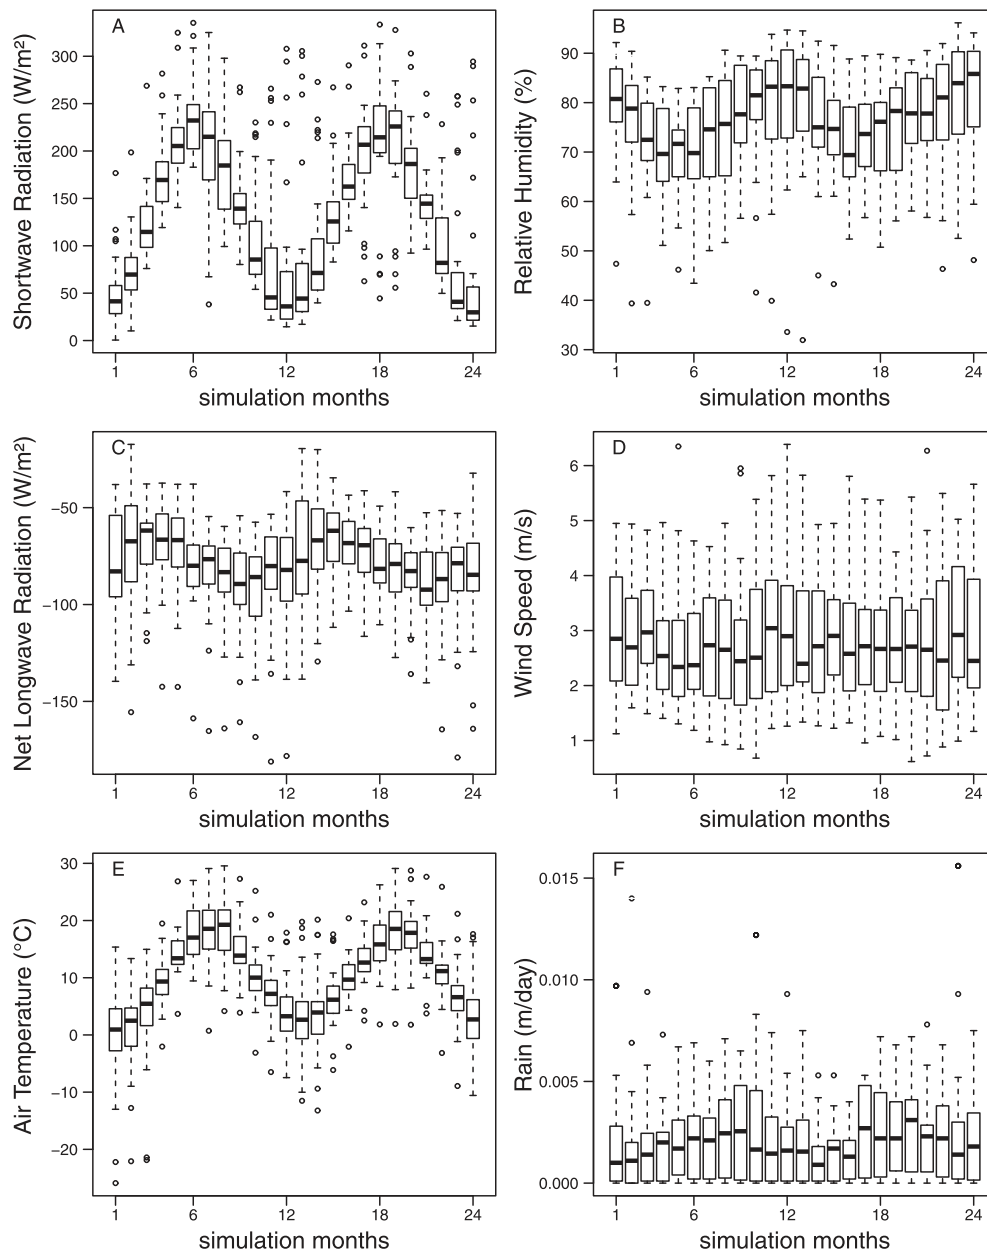 A
Shortwave Radiation (W/m²)
300
250
200
150
100
50
0
1 6 12 18 24
simulation months
B
Relative Humidity (%)
90
80
70
60
50
40
30
1 6 12 18 24
simulation months
C
Net Longwave Radiation (W/m²)
−50
−100
−150
1 6 12 18 24
simulation months
D
Wind Speed (m/s)
6
5
4
3
2
1
1 6 12 18 24
simulation months
E
Air Temperature (°C)
30
20
10
0
−10
−20
1 6 12 18 24
simulation months
F
Rain (m/day)
0.015
0.010
0.005
0.000
1 6 12 18 24
simulation months